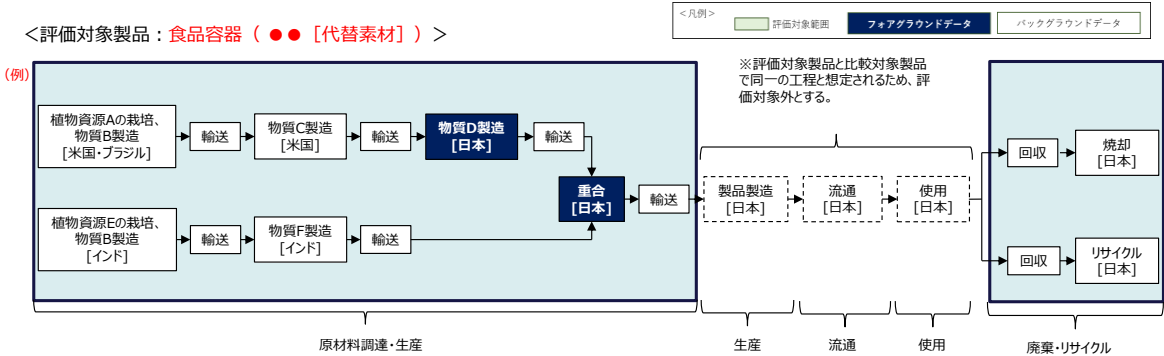 <凡例>
評価対象範囲
フォアグラウンドデータ
バックグラウンドデータ
<評価対象製品：食品容器（ ●● ［代替素材］）>
(例)
※評価対象製品と比較対象製品
で同一の工程と想定されるため、評
価対象外とする。
植物資源Aの栽培、
物質B製造
[米国・ブラジル]
輸送
物質C製造
[米国]
輸送
物質D製造
[日本]
輸送
重合
[日本]
輸送
植物資源Eの栽培、
物質B製造
[インド]
輸送
物質F製造
[インド]
輸送
製品製造
[日本]
流通
[日本]
使用
[日本]
回収
焼却
[日本]
回収
リサイクル
[日本]
原材料調達・生産
生産
流通
使用
廃棄・リサイクル